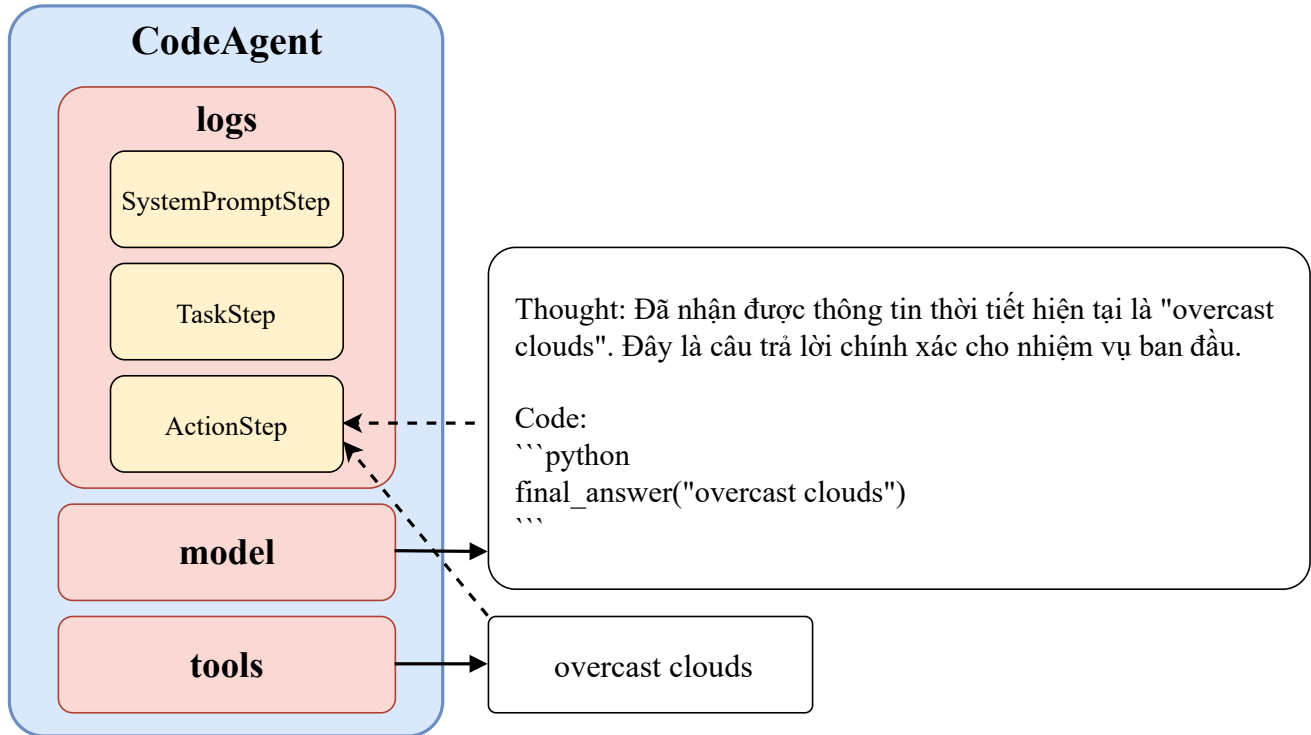 CodeAgent
logs
SystemPromptStep
TaskStep
ActionStep
model
tools
Thought: Đã nhận được thông tin thời tiết hiện tại là "overcast
clouds". Đây là câu trả lời chính xác cho nhiệm vụ ban đầu.
Code:
```python
final_answer("overcast clouds")
```
overcast clouds